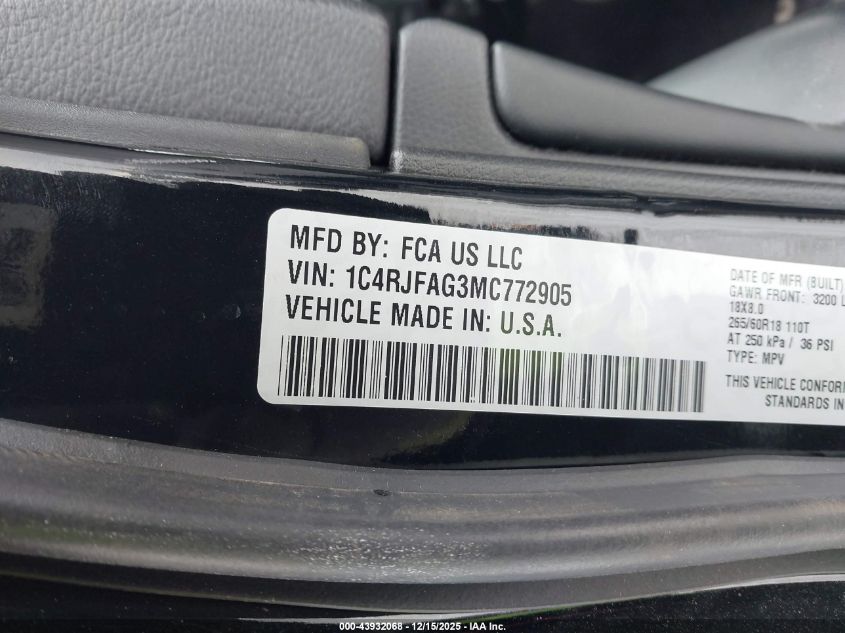 MFD BY: FCA US LLC
VIN: 1C4RJFAG3MC772905
VEHICLE MADE IN: U.S.A.
DATE OF MFR (BUILT)
GAWR FRONT: 3200 L
18X8.0
265/60R18 110T
AT 250 kPa / 36 PSI
TYPE: MPV
THIS VEHICLE CONFOR
STANDARDS IN
000-43932068 - 12/15/2025 - IAA Inc.